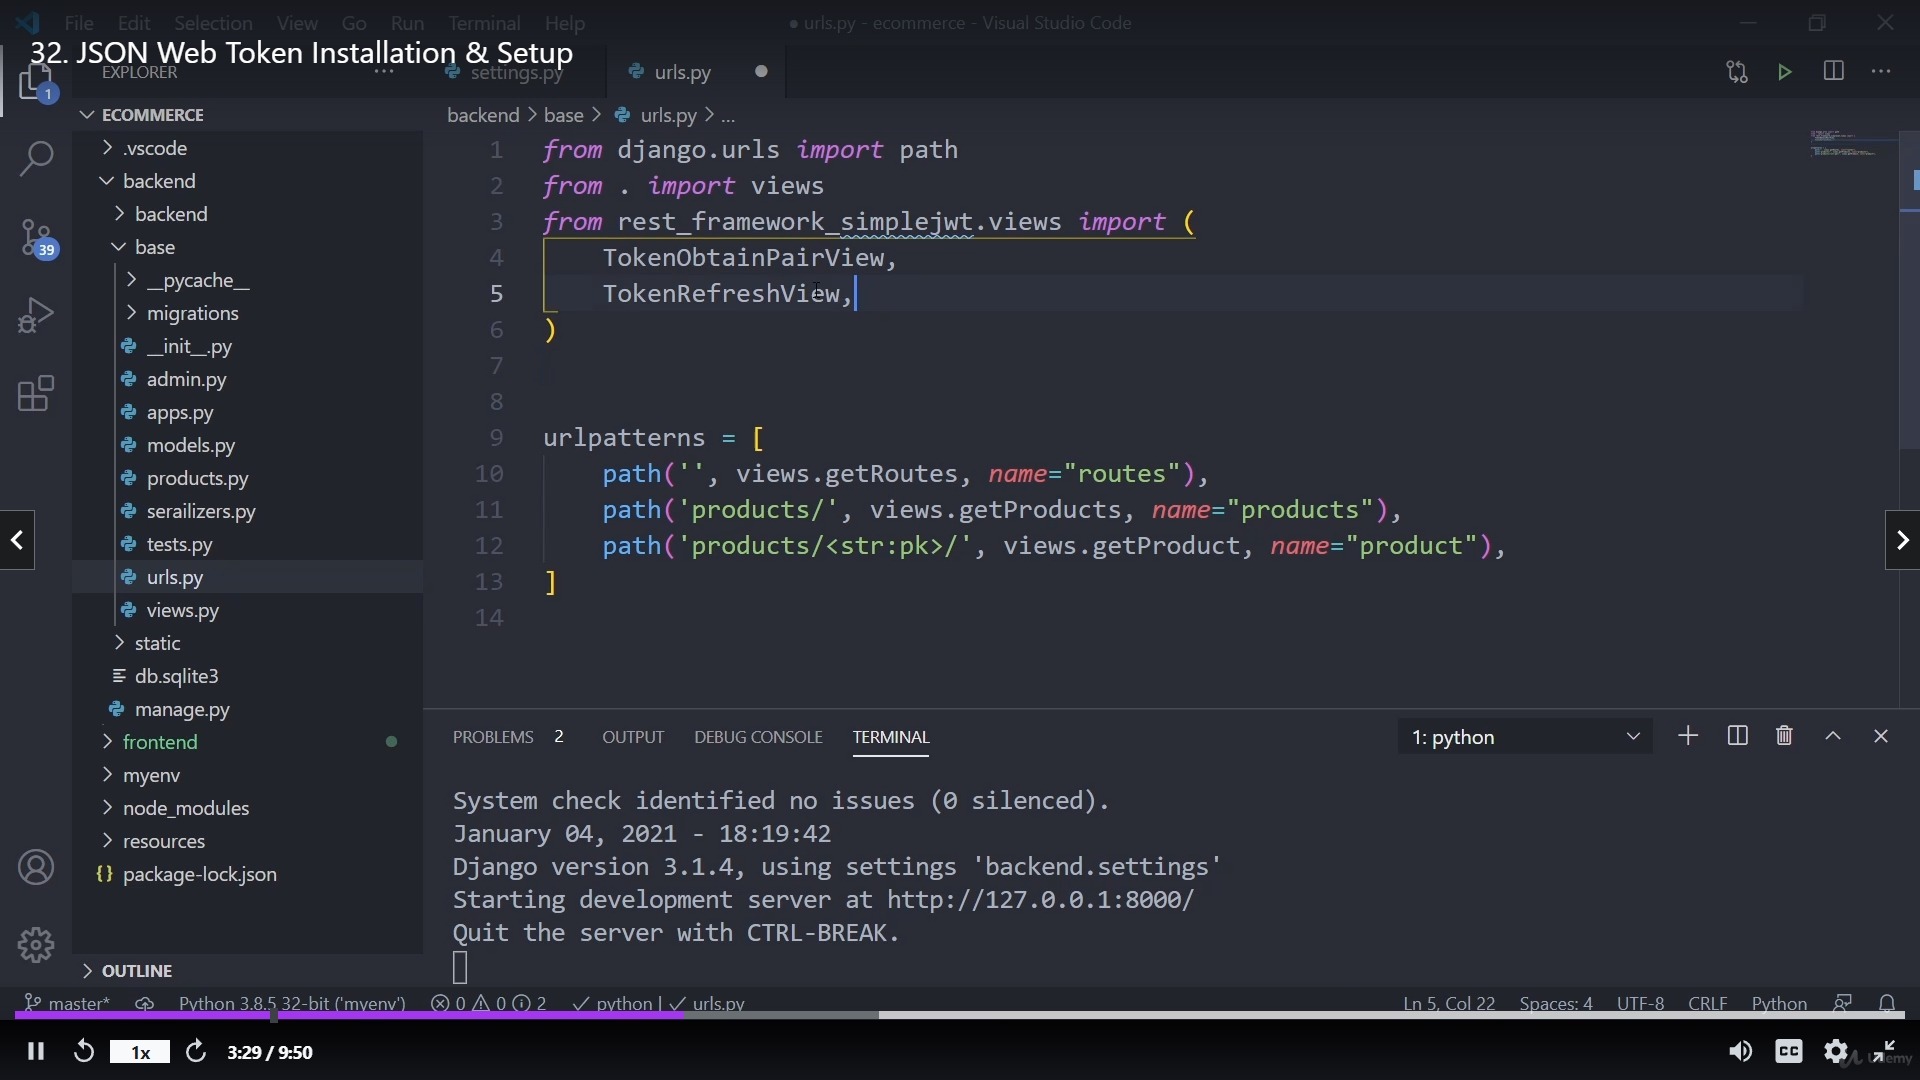 File Edit Selection View Go Run Terminal Help
● urls.py - ecommerce - Visual Studio Code
32. JSON Web Token Installation & Setup
EXPLORER ...
settings.py
urls.py
1
39
ECOMMERCE
.vscode
backend
backend
base
__pycache__
migrations
__init__.py
admin.py
apps.py
models.py
products.py
serailizers.py
tests.py
urls.py
views.py
static
db.sqlite3
manage.py
frontend
myenv
node_modules
resources
{} package-lock.json
OUTLINE
backend > base > urls.py > ...
1 from django.urls import path
2 from . import views
3 from rest_framework_simplejwt.views import (
4 TokenObtainPairView,
5 TokenRefreshView,
6 )
7
8
9 urlpatterns = [
10 path('', views.getRoutes, name="routes"),
11 path('products/', views.getProducts, name="products"),
12 path('products/<str:pk>/', views.getProduct, name="product"),
13 ]
14
PROBLEMS 2 OUTPUT DEBUG CONSOLE TERMINAL
1: python
System check identified no issues (0 silenced).
January 04, 2021 - 18:19:42
Django version 3.1.4, using settings 'backend.settings'
Starting development server at http://127.0.0.1:8000/
Quit the server with CTRL-BREAK.
master* Python 3.8.5 32-bit ('myenv') 0 0 2 ✓ python | ✓ urls.py
Ln 5, Col 22 Spaces: 4 UTF-8 CRLF Python
1x 3:29 / 9:50
CC
Udemy